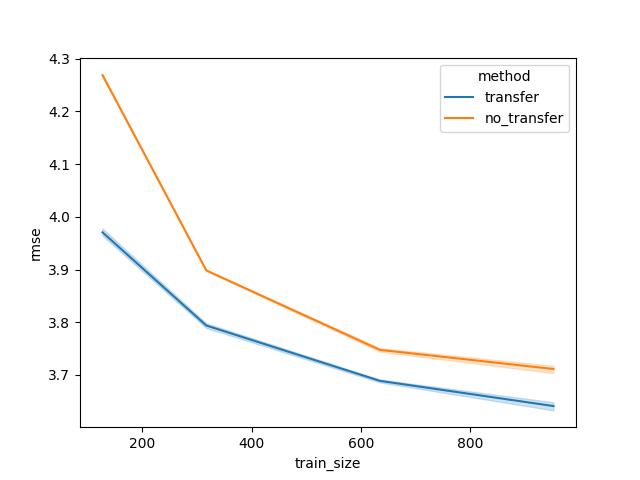 4.3
4.2
4.1
4.0
3.9
3.8
3.7
rmse
200
400
600
800
train_size
method
transfer
no_transfer